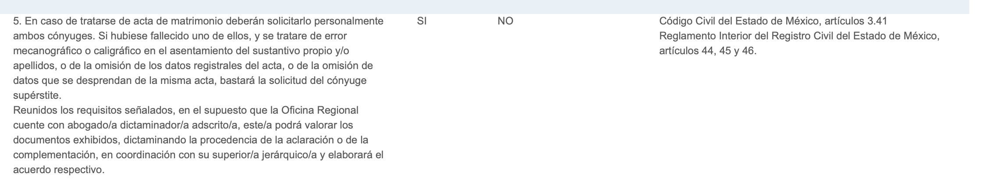 5. En caso de tratarse de acta de matrimonio deberán solicitarlo personalmente
ambos cónyuges. Si hubiese fallecido uno de ellos, y se tratare de error
mecanográfico o caligráfico en el asentamiento del sustantivo propio y/o
apellidos, o de la omisión de los datos registrales del acta, o de la omisión de
datos que se desprendan de la misma acta, bastará la solicitud del cónyuge
supérstite.
Reunidos los requisitos señalados, en el supuesto que la Oficina Regional
cuente con abogado/a dictaminador/a adscrito/a, este/a podrá valorar los
documentos exhibidos, dictaminando la procedencia de la aclaración o de la
complementación, en coordinación con su superior/a jerárquico/a y elaborará el
acuerdo respectivo.
SI
NO
Código Civil del Estado de México, artículos 3.41
Reglamento Interior del Registro Civil del Estado de México,
artículos 44, 45 y 46.